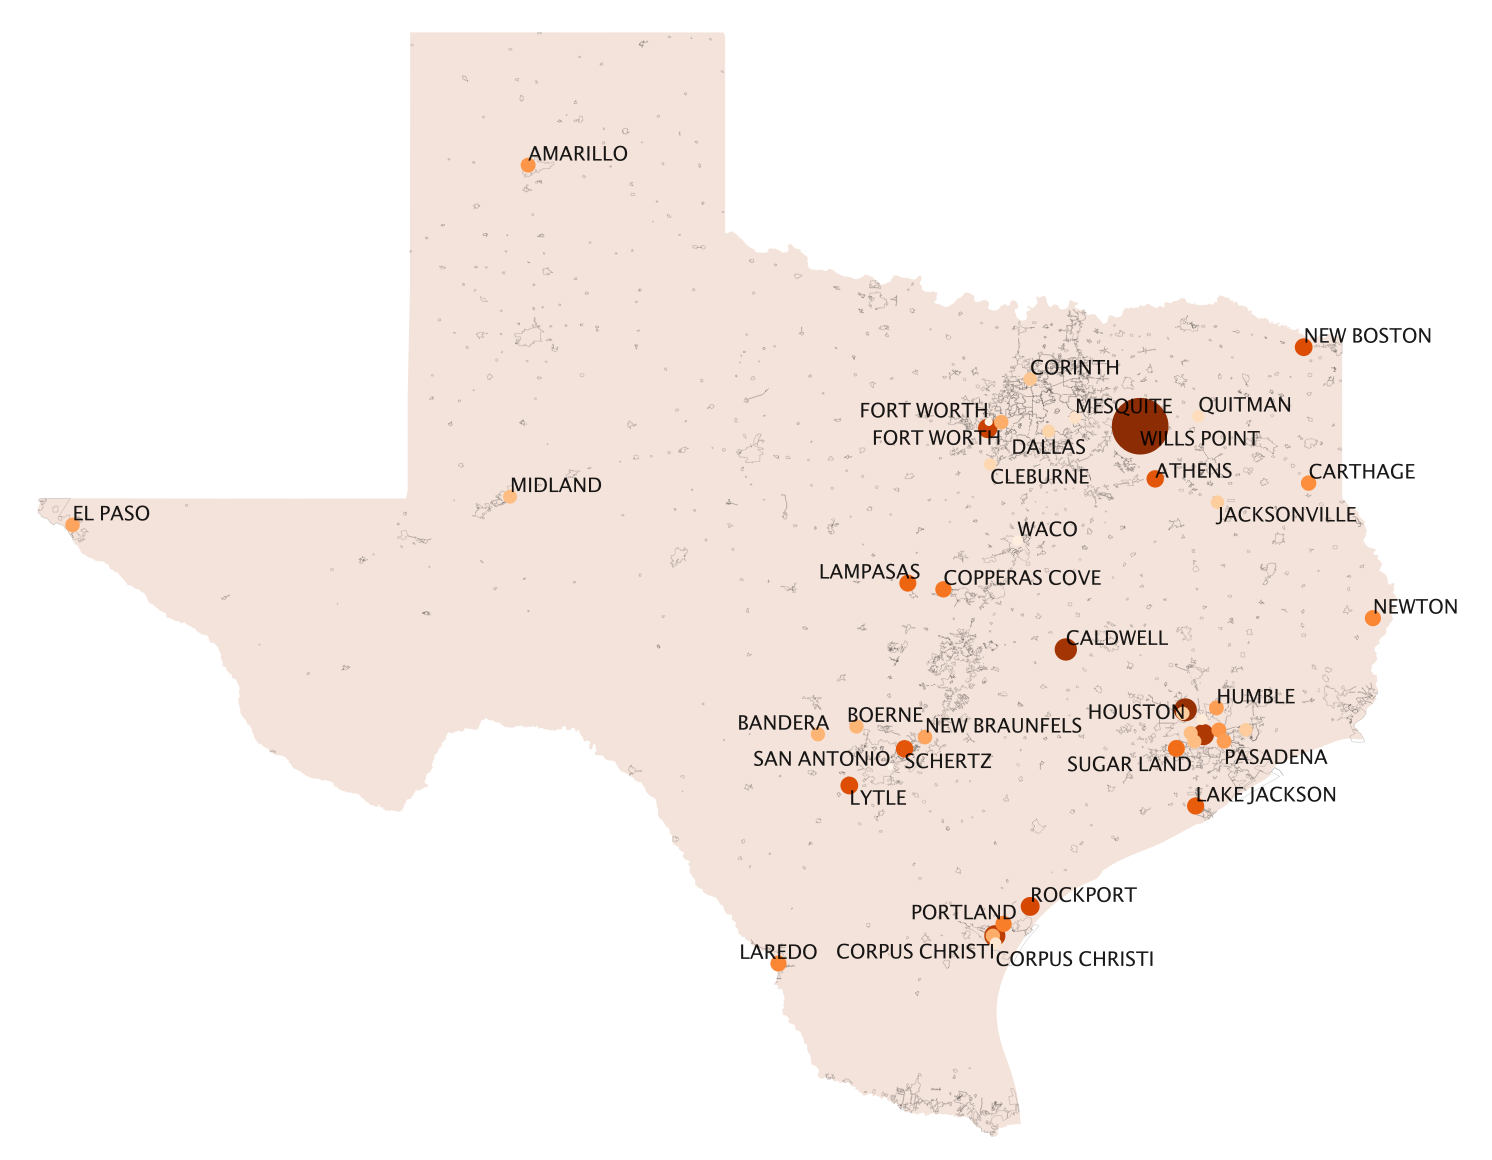 AMARILLO
NEW BOSTON
CORINTH
QUITMAN
MESQUITE
FORT WORTH
FORT WORTH
WILLS POINT
DALLAS
ATHENS
CARTHAGE
CLEBURNE
MIDLAND
EL PASO
JACKSONVILLE
WACO
LAMPASAS
COPPERAS COVE
NEWTON
CALDWELL
HUMBLE
HOUSTON
BOERNE
BANDERA
NEW BRAUNFELS
SAN ANTONIO
SCHERTZ
PASADENA
SUGAR LAND
LYTLE
LAKE JACKSON
ROCKPORT
PORTLAND
LAREDO
CORPUS CHRISTI
CORPUS CHRISTI